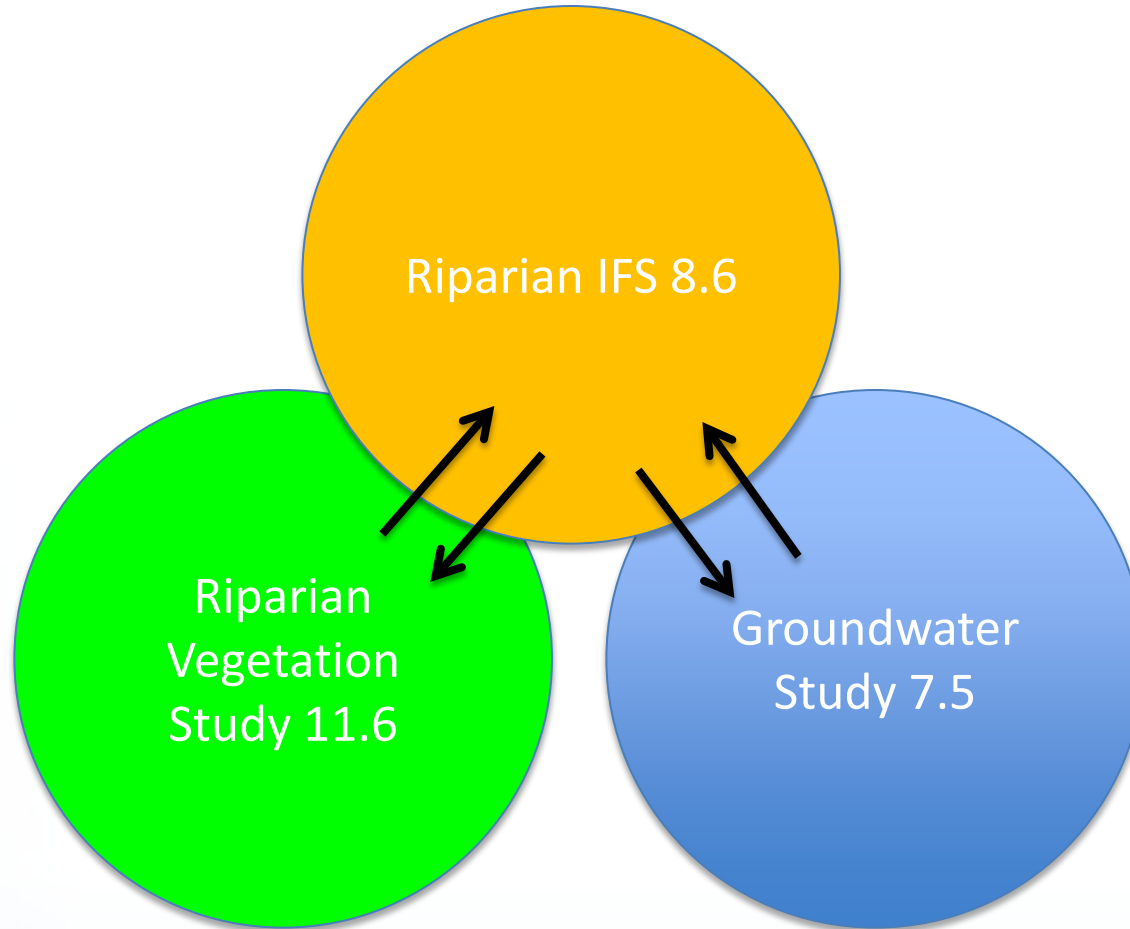 Riparian IFS 8.6
Riparian
Vegetation
Study 11.6
Groundwater
Study 7.5